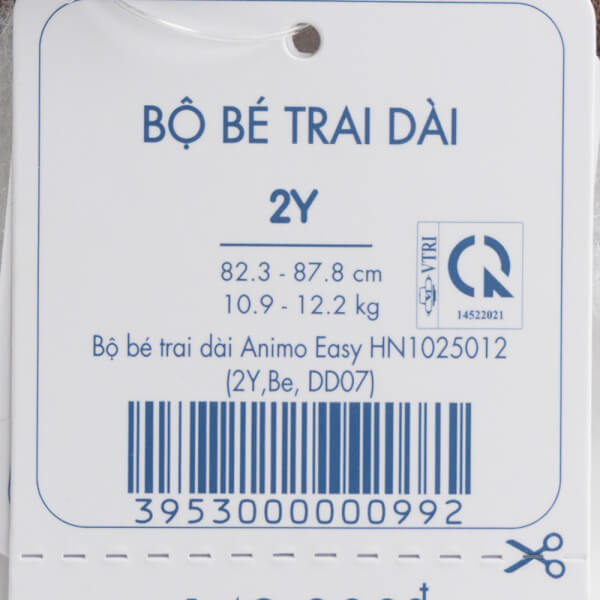 BỘ BÉ TRAI DÀI
2Y
82.3 - 87.8 cm
10.9 - 12.2 kg
VTRI
14522021
Bộ bé trai dài Animo Easy HN1025012
(2Y,Be, DD07)
3953000000992